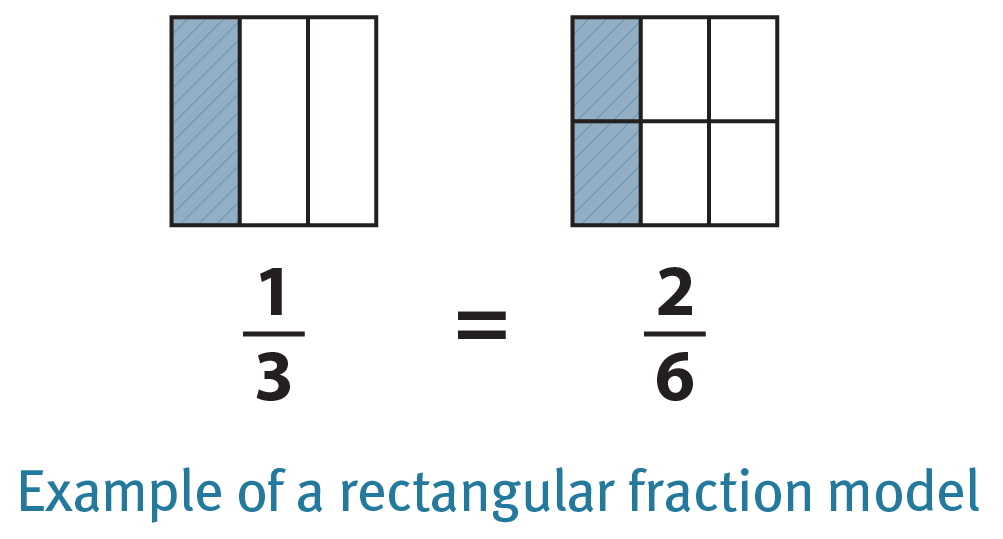 1/3 = 2/6
Example of a rectangular fraction model